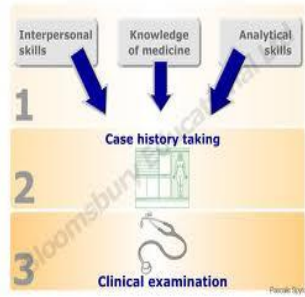 Interpersonal
skills
Knowledge
of medicine
Analytical
skills
1
Case history taking
2
3
Clinical examination